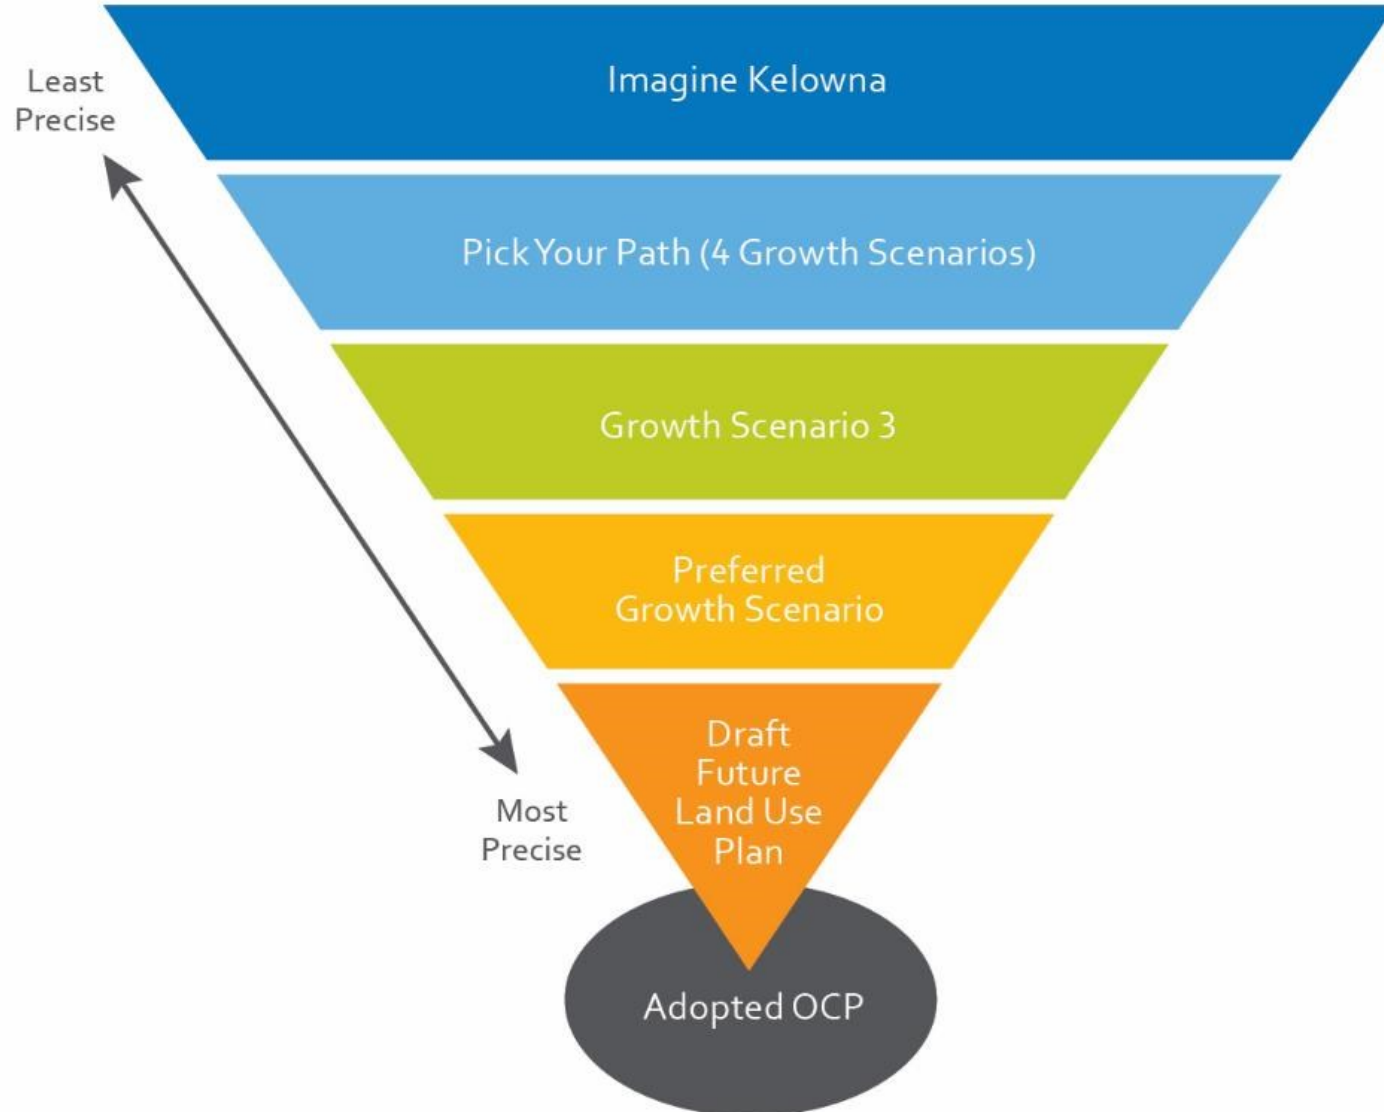 Imagine Kelowna
Least
Precise
Pick Your Path (4 Growth Scenarios)
Growth Scenario 3
Preferred
Growth Scenario
Draft
Future
Land Use
Plan
Most
Precise
Adopted OCP